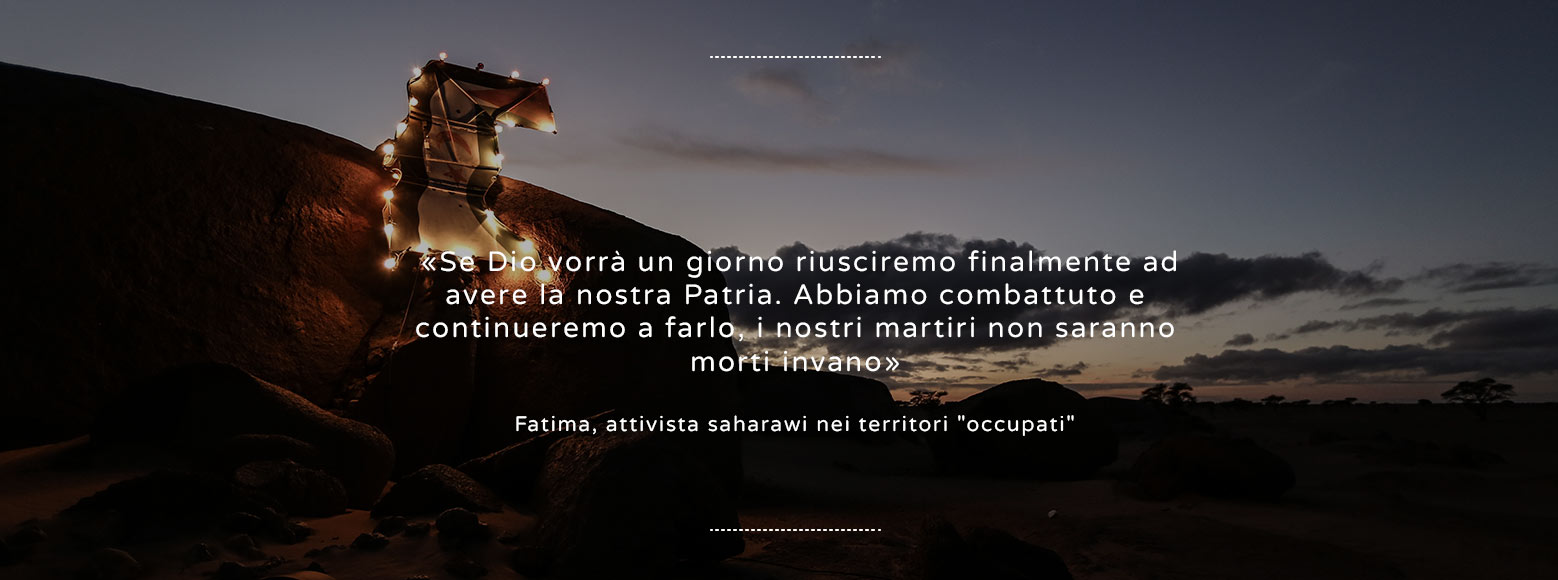 «Se Dio vorrà un giorno riusciremo finalmente ad
avere la nostra Patria. Abbiamo combattuto e
continueremo a farlo, i nostri martiri non saranno
morti invano»
Fatima, attivista saharawi nei territori "occupati"